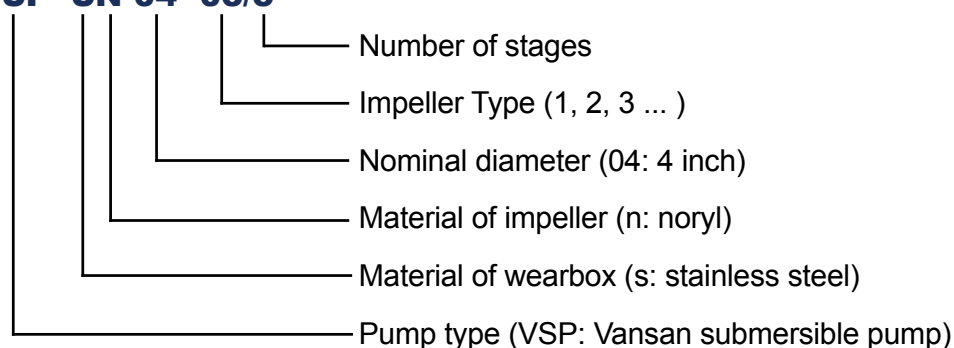 Number of stages
Impeller Type (1, 2, 3 ... )
Nominal diameter (04: 4 inch)
Material of impeller (n: noryl)
Material of wearbox (s: stainless steel)
Pump type (VSP: Vansan submersible pump)